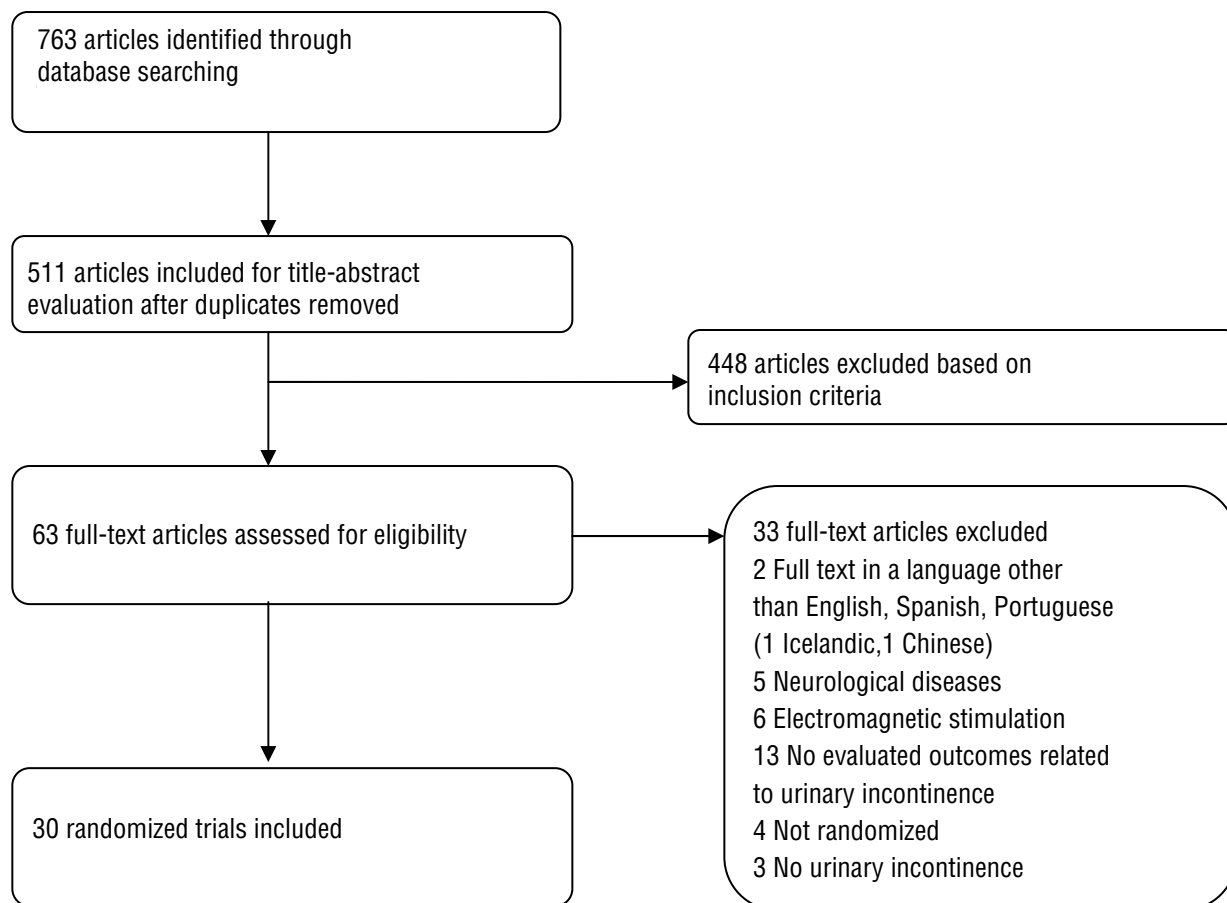 763 articles identified through
database searching
511 articles included for title-abstract
evaluation after duplicates removed
448 articles excluded based on
inclusion criteria
63 full-text articles assessed for eligibility
33 full-text articles excluded
2 Full text in a language other
than English, Spanish, Portuguese
(1 Icelandic,1 Chinese)
5 Neurological diseases
6 Electromagnetic stimulation
13 No evaluated outcomes related
to urinary incontinence
4 Not randomized
3 No urinary incontinence
30 randomized trials included